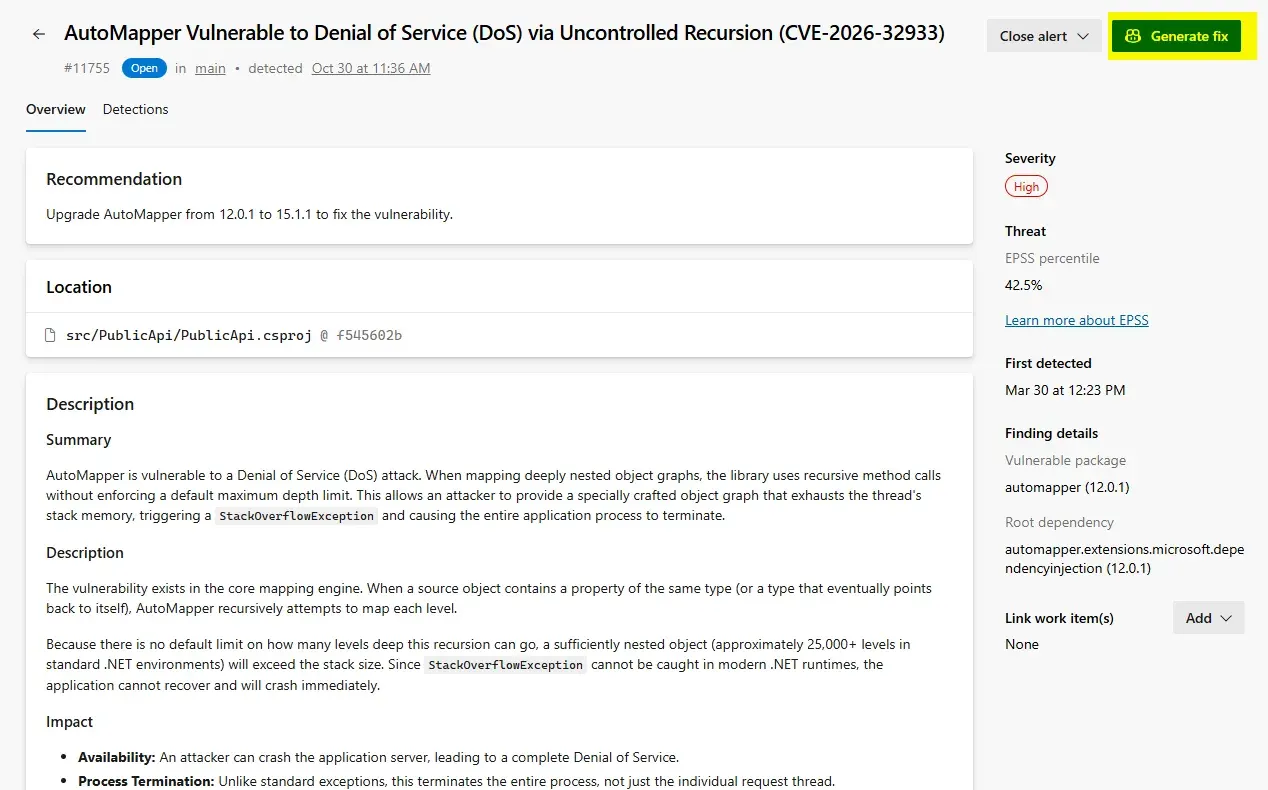 AutoMapper Vulnerable to Denial of Service (DoS) via Uncontrolled Recursion (CVE-2026-32933)
Close alert
Generate fix
#11755 Open in main • detected Oct 30 at 11:36 AM
Overview Detections
Recommendation
Upgrade AutoMapper from 12.0.1 to 15.1.1 to fix the vulnerability.
Location
src/PublicApi/PublicApi.csproj @ f545602b
Description
Summary
AutoMapper is vulnerable to a Denial of Service (DoS) attack. When mapping deeply nested object graphs, the library uses recursive method calls
without enforcing a default maximum depth limit. This allows an attacker to provide a specially crafted object graph that exhausts the thread's
stack memory, triggering a StackOverflowException and causing the entire application process to terminate.
Description
The vulnerability exists in the core mapping engine. When a source object contains a property of the same type (or a type that eventually points
back to itself), AutoMapper recursively attempts to map each level.
Because there is no default limit on how many levels deep this recursion can go, a sufficiently nested object (approximately 25,000+ levels in
standard .NET environments) will exceed the stack size. Since StackOverflowException cannot be caught in modern .NET runtimes, the
application cannot recover and will crash immediately.
Impact
• Availability: An attacker can crash the application server, leading to a complete Denial of Service.
• Process Termination: Unlike standard exceptions, this terminates the entire process, not just the individual request thread.
Severity
High
Threat
EPSS percentile
42.5%
Learn more about EPSS
First detected
Mar 30 at 12:23 PM
Finding details
Vulnerable package
automapper (12.0.1)
Root dependency
automapper.extensions.microsoft.depe
ndencyinjection (12.0.1)
Link work item(s)
Add
None